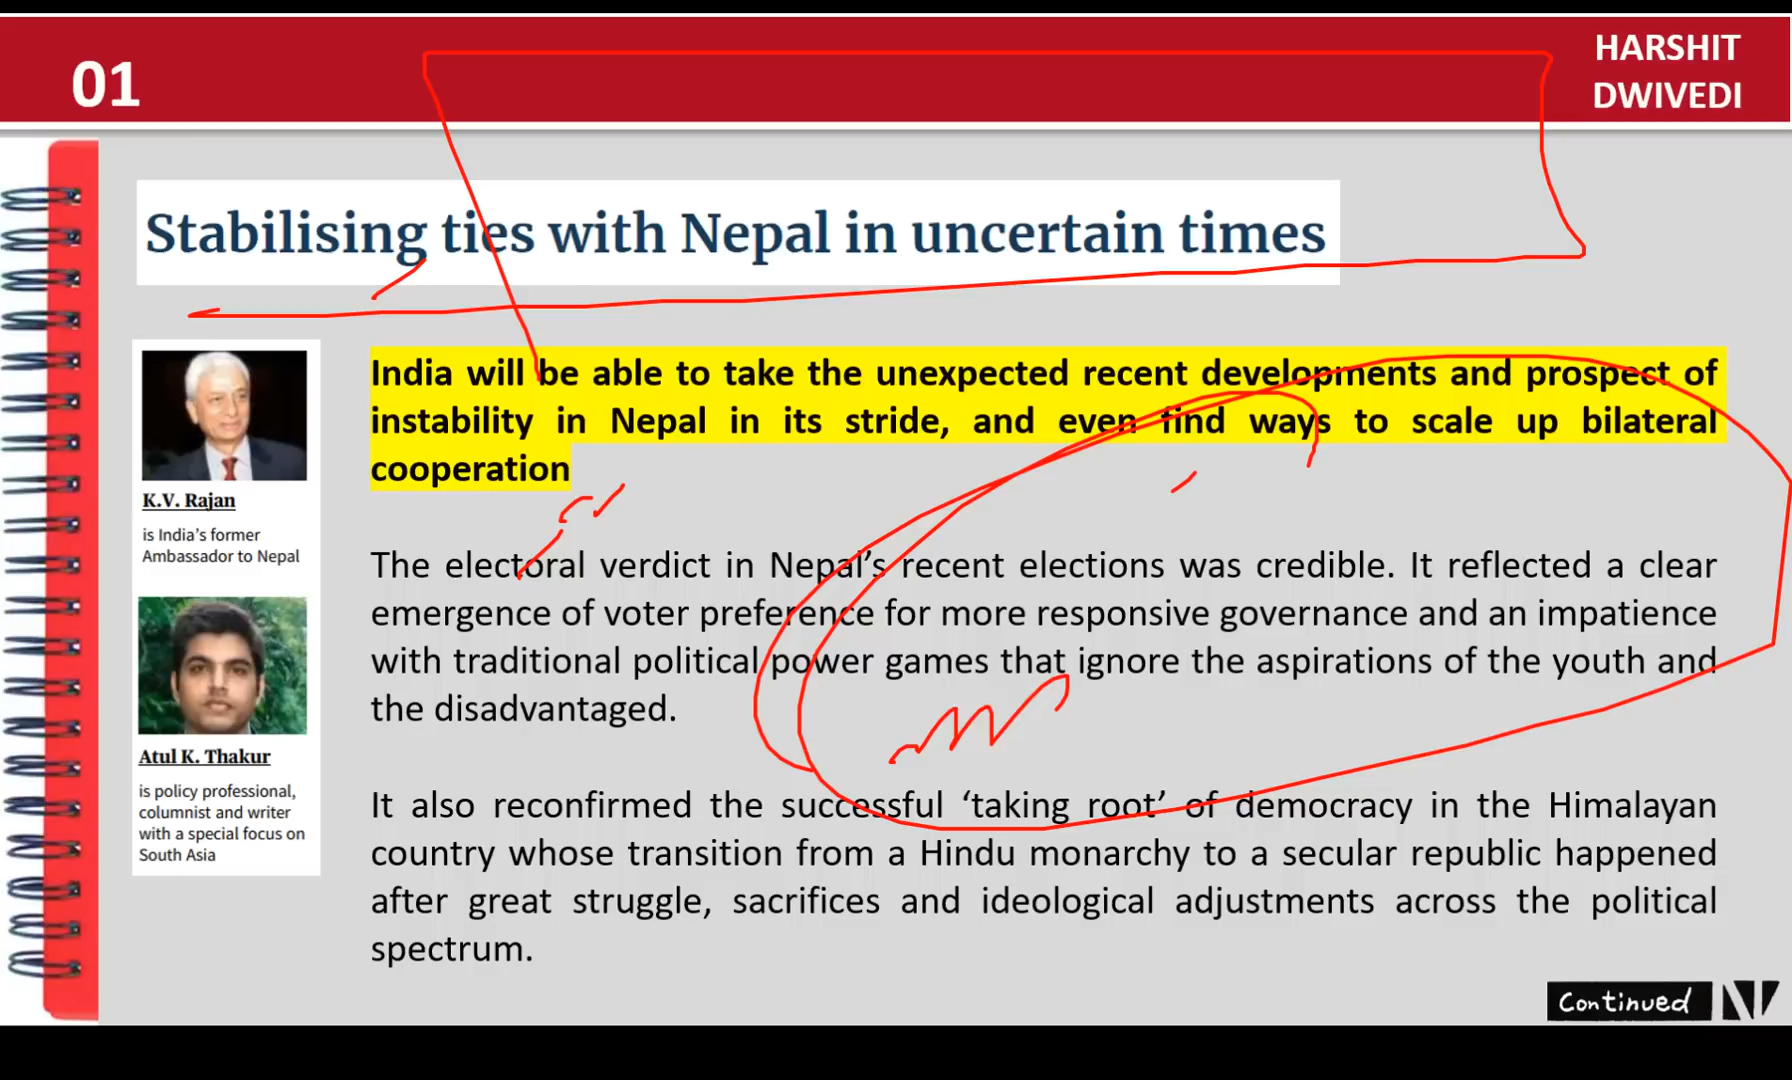 01
HARSHIT
DWIVEDI
Stabilising ties with Nepal in uncertain times
K.V. Rajan
is India's former
Ambassador to Nepal
Atul K. Thakur
is policy professional,
columnist and writer
with a special focus on
South Asia
India will be able to take the unexpected recent developments and prospect of
instability in Nepal in its stride, and even find ways to scale up bilateral
cooperation
The electoral verdict in Nepal's recent elections was credible. It reflected a clear
emergence of voter preference for more responsive governance and an impatience
with traditional political power games that ignore the aspirations of the youth and
the disadvantaged.
It also reconfirmed the successful ‘taking root’ of democracy in the Himalayan
country whose transition from a Hindu monarchy to a secular republic happened
after great struggle, sacrifices and ideological adjustments across the political
spectrum.
Continued